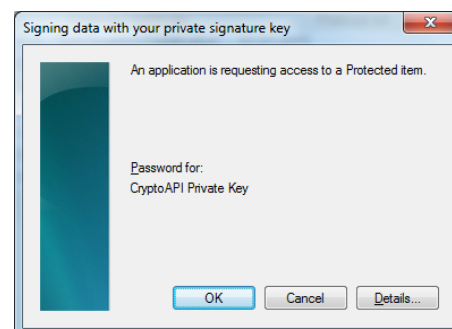 Signing data with your private signature key
An application is requesting access to a Protected item.
Password for:
CryptoAPI Private Key
OK
Cancel
Details...